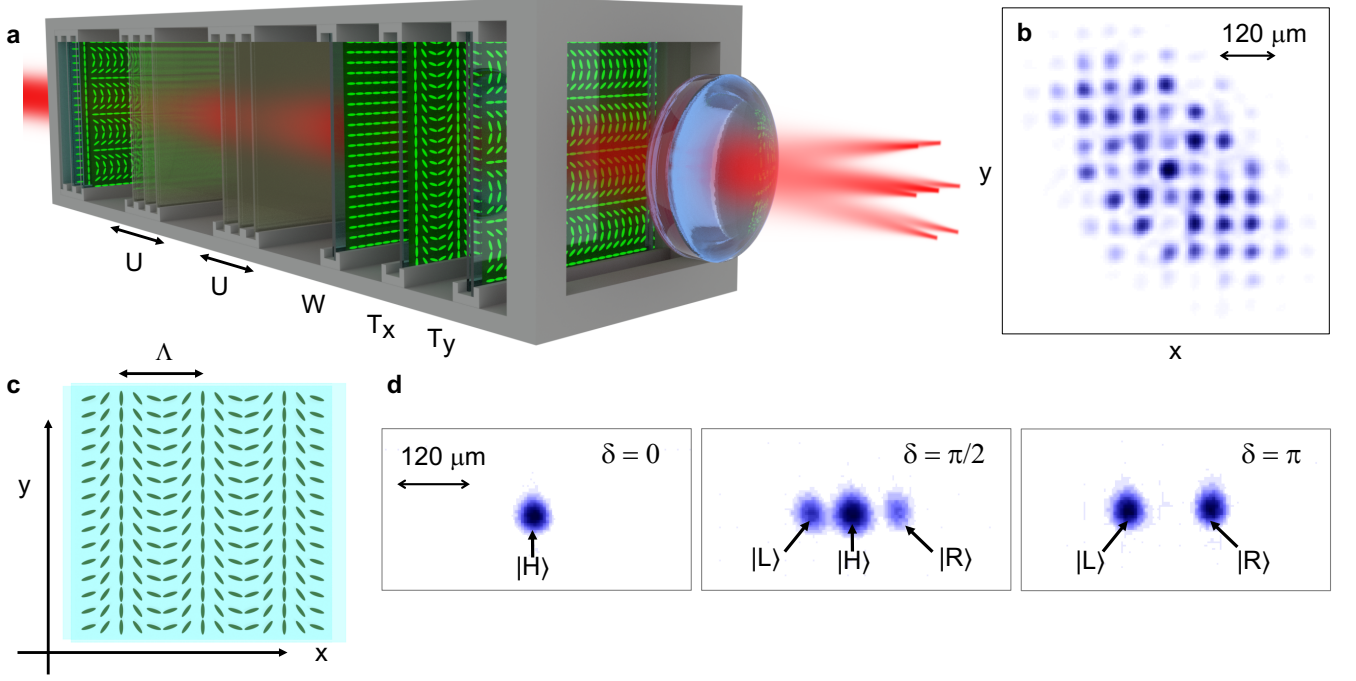 a
U
U
W
Tx
Ty
b
120 μm
y
x
c
Λ
y
x
d
120 μm
δ = 0
|H⟩
δ = π/2
|L⟩ |H⟩ |R⟩
δ = π
|L⟩ |R⟩